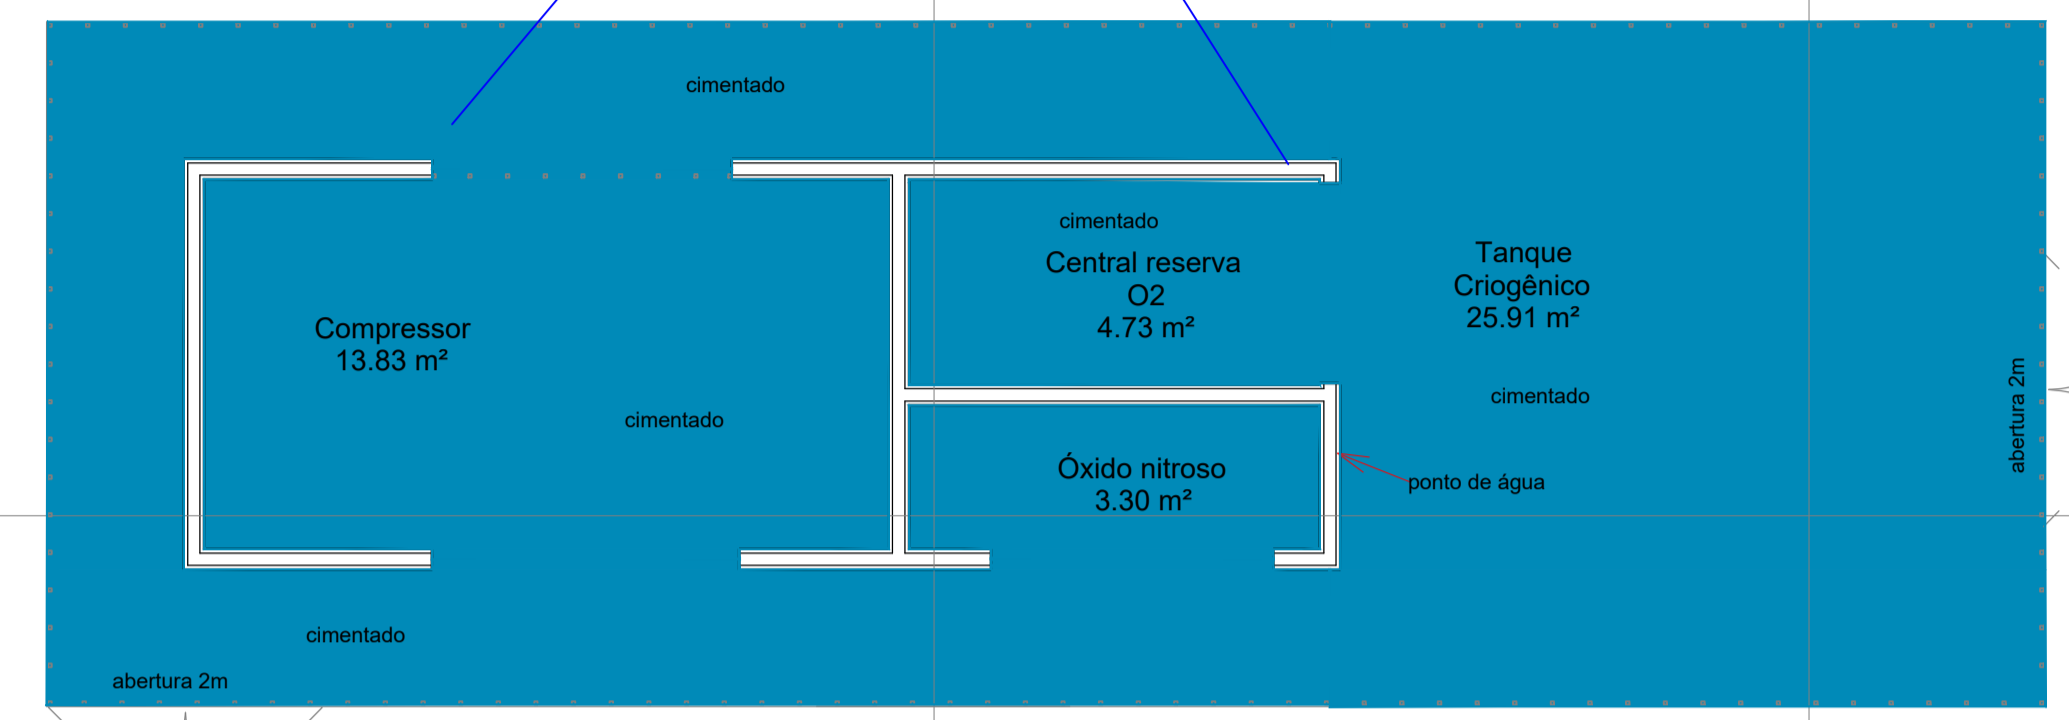 cimentado
cimentado
Central reserva
O2
4.73 m²
Tanque
Criogênico
25.91 m²
Compressor
13.83 m²
cimentado
cimentado
abertura 2m
Óxido nitroso
3.30 m²
ponto de água
cimentado
abertura 2m